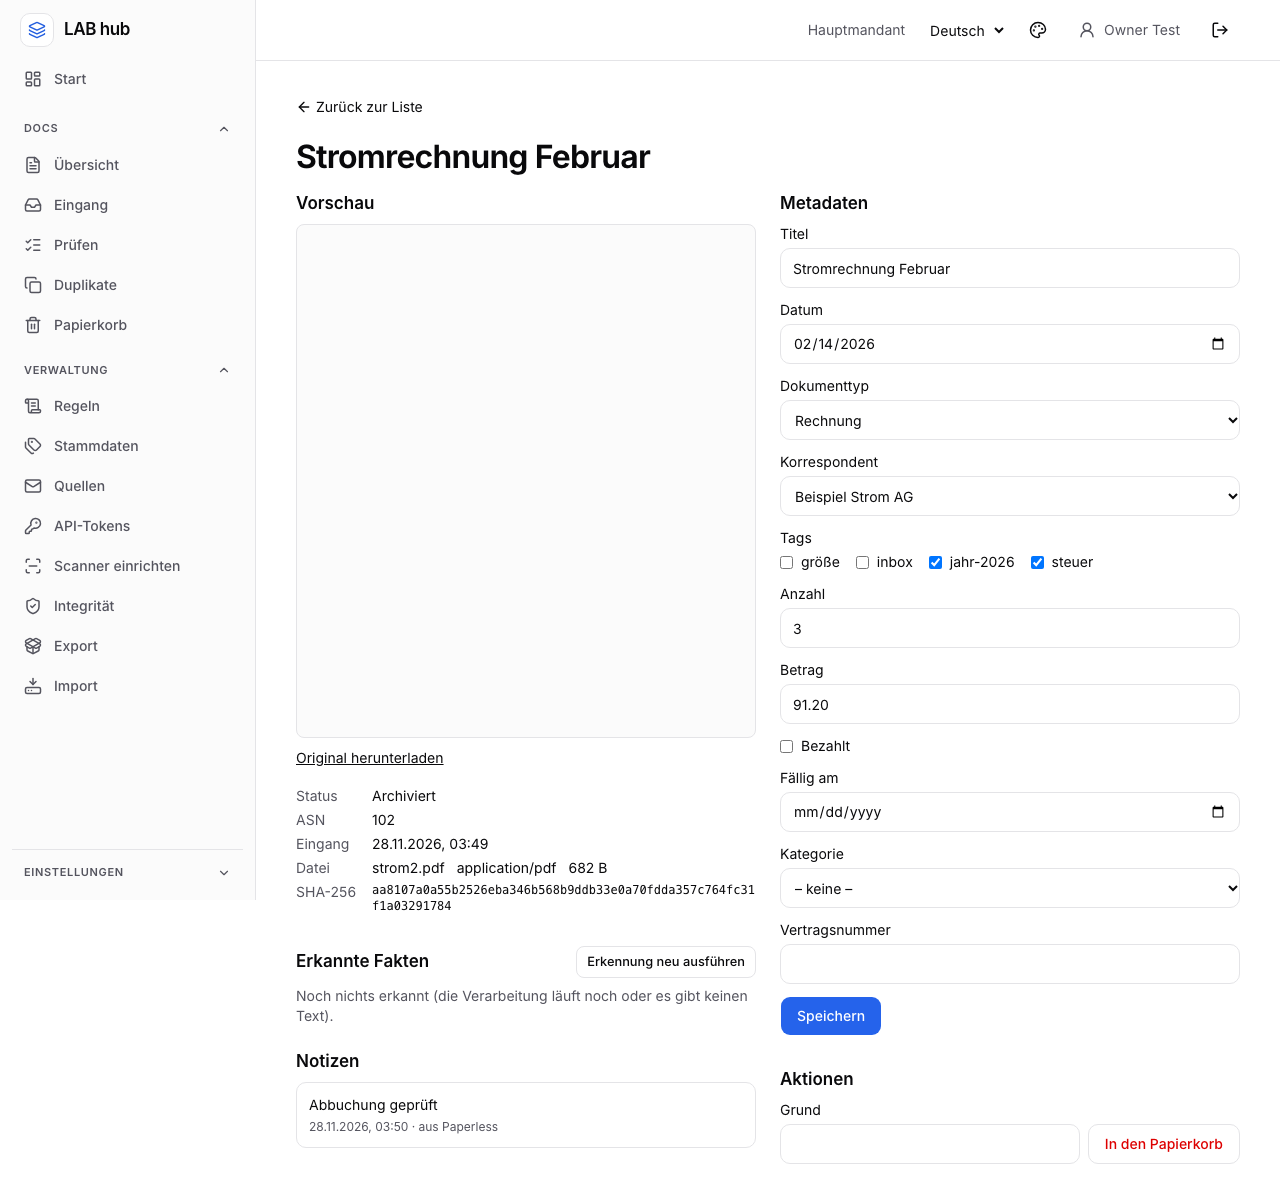 LAB hub
Hauptmandant
Deutsch
Owner Test
Start
DOCS
Übersicht
Eingang
Prüfen
Duplikate
Papierkorb
VERWALTUNG
Regeln
Stammdaten
Quellen
API-Tokens
Scanner einrichten
Integrität
Export
Import
EINSTELLUNGEN
Zurück zur Liste
Stromrechnung Februar
Vorschau
Original herunterladen
Status Archiviert
ASN 102
Eingang 28.11.2026, 03:49
Datei strom2.pdf application/pdf 682 B
SHA-256 aa8107a0a55b2526eba346b568b9ddb33e0a70fdda357c764fc31
f1a03291784
Erkannte Fakten
Erkennung neu ausführen
Noch nichts erkannt (die Verarbeitung läuft noch oder es gibt keinen
Text).
Notizen
Abbuchung geprüft
28.11.2026, 03:50 · aus Paperless
Metadaten
Titel
Stromrechnung Februar
Datum
02/14/2026
Dokumenttyp
Rechnung
Korrespondent
Beispiel Strom AG
Tags
größe inbox jahr-2026 steuer
Anzahl
3
Betrag
91.20
Bezahlt
Fällig am
mm/dd/yyyy
Kategorie
– keine –
Vertragsnummer
Speichern
Aktionen
Grund
In den Papierkorb